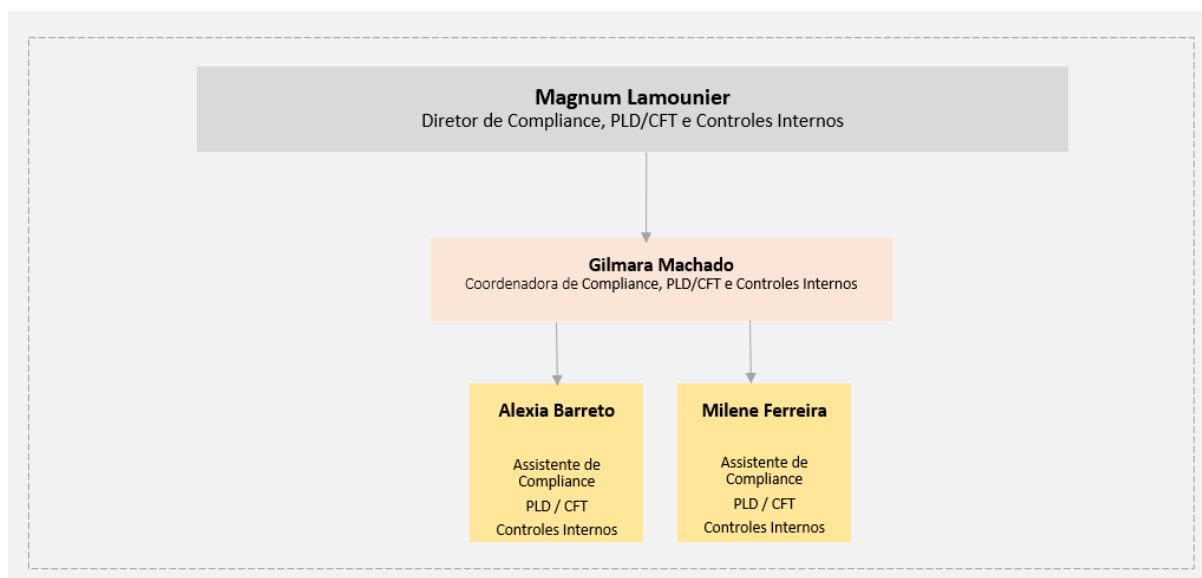 Magnum Lamounier
Diretor de Compliance, PLD/CFT e Controles Internos
Gilmara Machado
Coordenadora de Compliance, PLD/CFT e Controles Internos
Alexia Barreto
Assistente de
Compliance
PLD / CFT
Controles Internos
Milene Ferreira
Assistente de
Compliance
PLD / CFT
Controles Internos